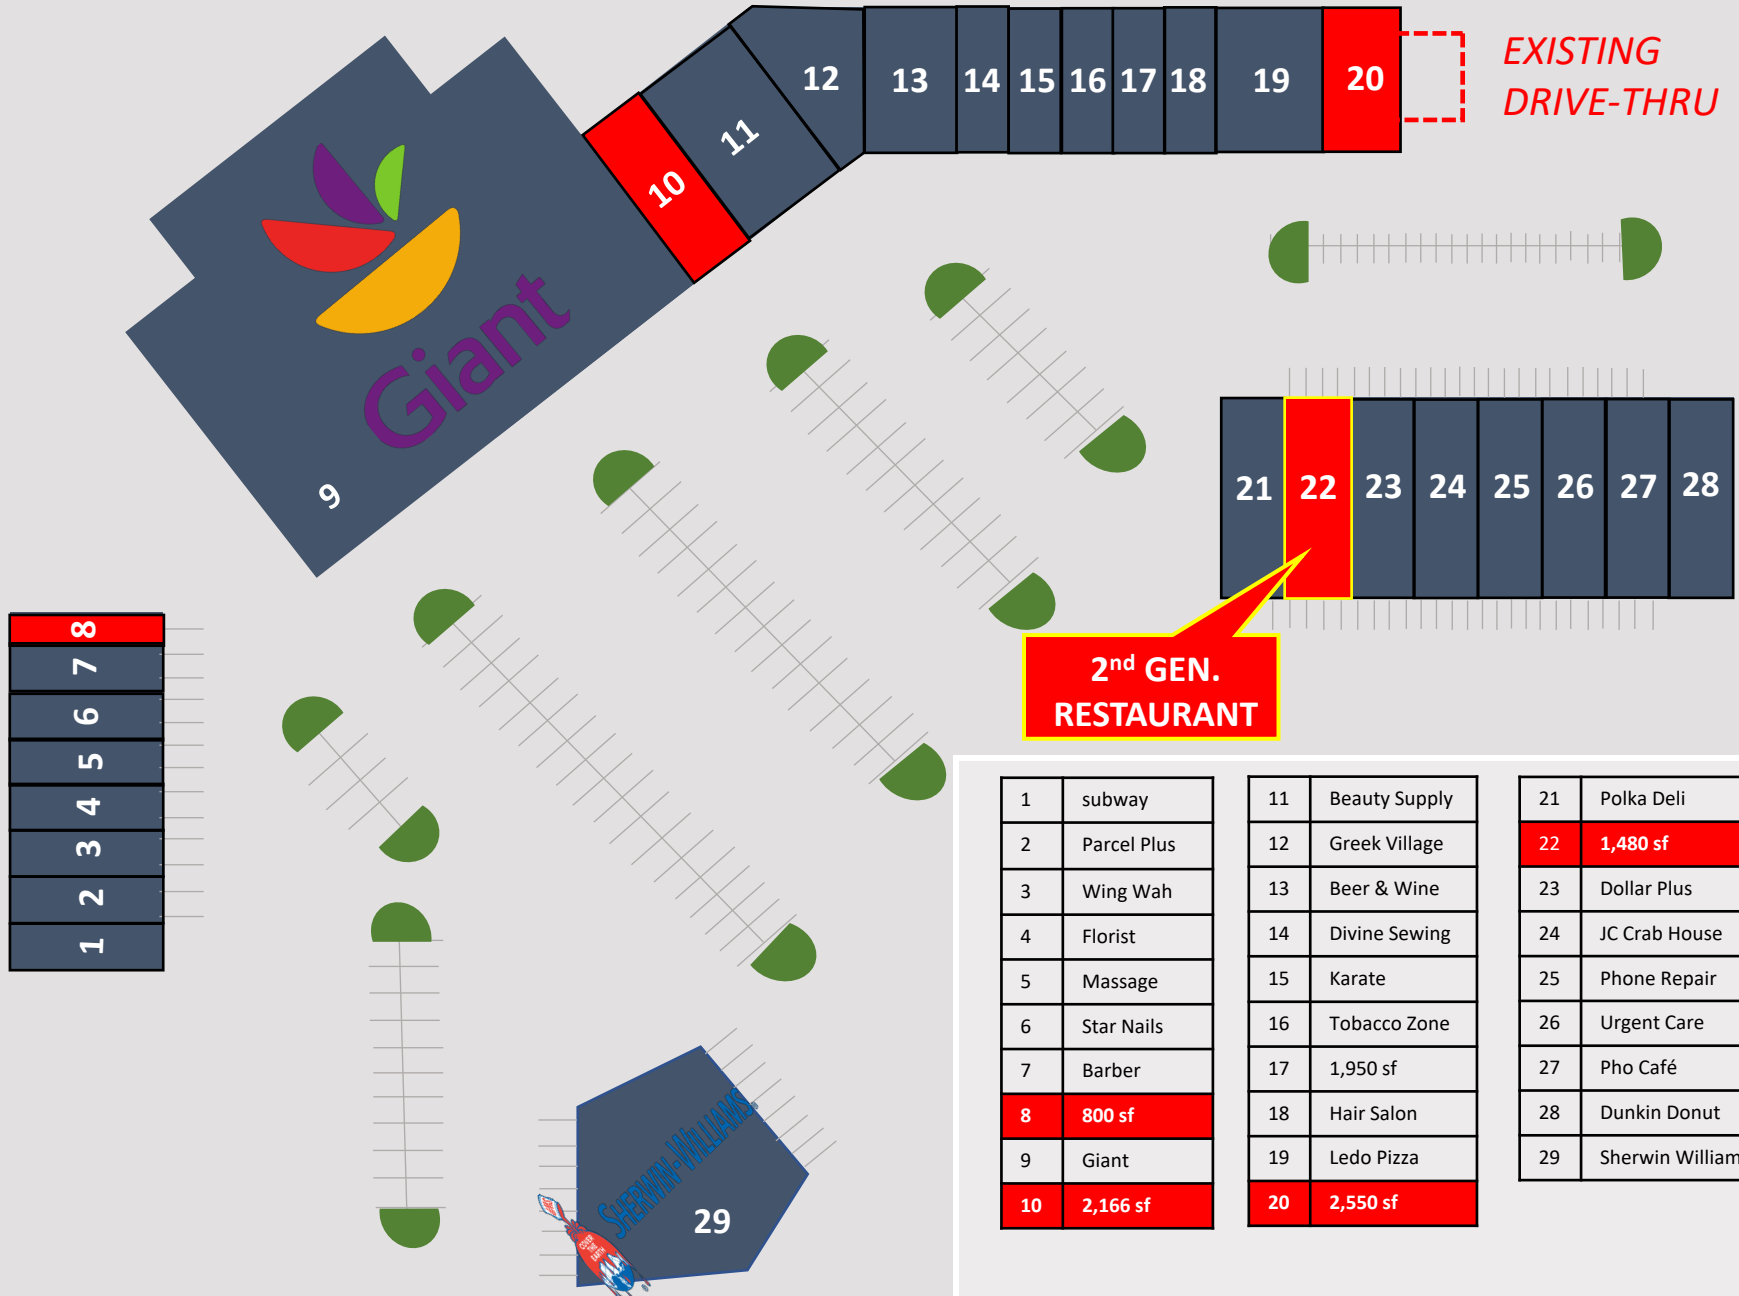 EXISTING
DRIVE-THRU
12
13
14
15
16
17
18
19
20
11
10
Giant
9
21
22
23
24
25
26
27
28
2nd GEN.
RESTAURANT
8
7
6
5
4
3
2
1
SHERWIN-WILLIAMS.
COVER
THE
EARTH
29
1 subway
2 Parcel Plus
3 Wing Wah
4 Florist
5 Massage
6 Star Nails
7 Barber
8 800 sf
9 Giant
10 2,166 sf
11 Beauty Supply
12 Greek Village
13 Beer & Wine
14 Divine Sewing
15 Karate
16 Tobacco Zone
17 1,950 sf
18 Hair Salon
19 Ledo Pizza
20 2,550 sf
21 Polka Deli
22 1,480 sf
23 Dollar Plus
24 JC Crab House
25 Phone Repair
26 Urgent Care
27 Pho Café
28 Dunkin Donut
29 Sherwin William